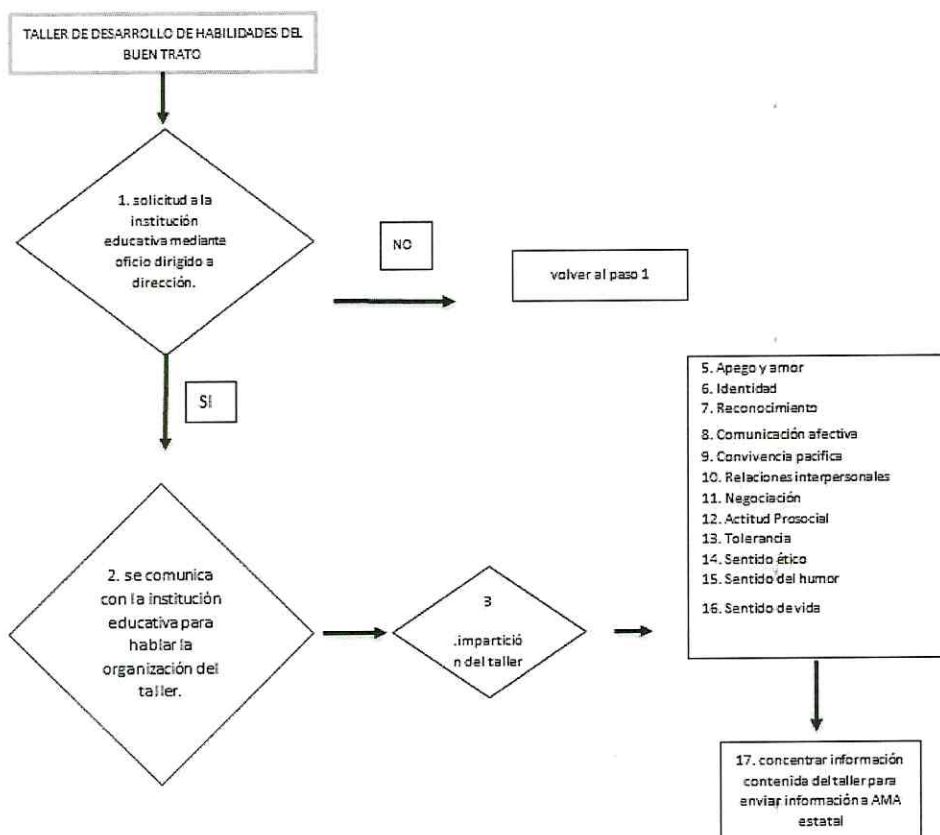 TALLER DE DESARROLLO DE HABILIDADES DEL
BUEN TRATO
1. solicitud a la
institución
educativa mediante
oficio dirigido a
dirección.
NO
volver al paso 1
SI
2. se comunica
con la institución
educativa para
hablar la
organización del
taller.
3
.impartició
n del taller
5. Apego y amor
6. Identidad
7. Reconocimiento
8. Comunicación afectiva
9. Convivencia pacifica
10. Relaciones interpersonales
11. Negociación
12. Actitud Prosocial
13. Tolerancia
14. Sentido ético
15. Sentido del humor
16. Sentido de vida
17. concentrar información
contenida del taller para
enviar información a AMA
estatal